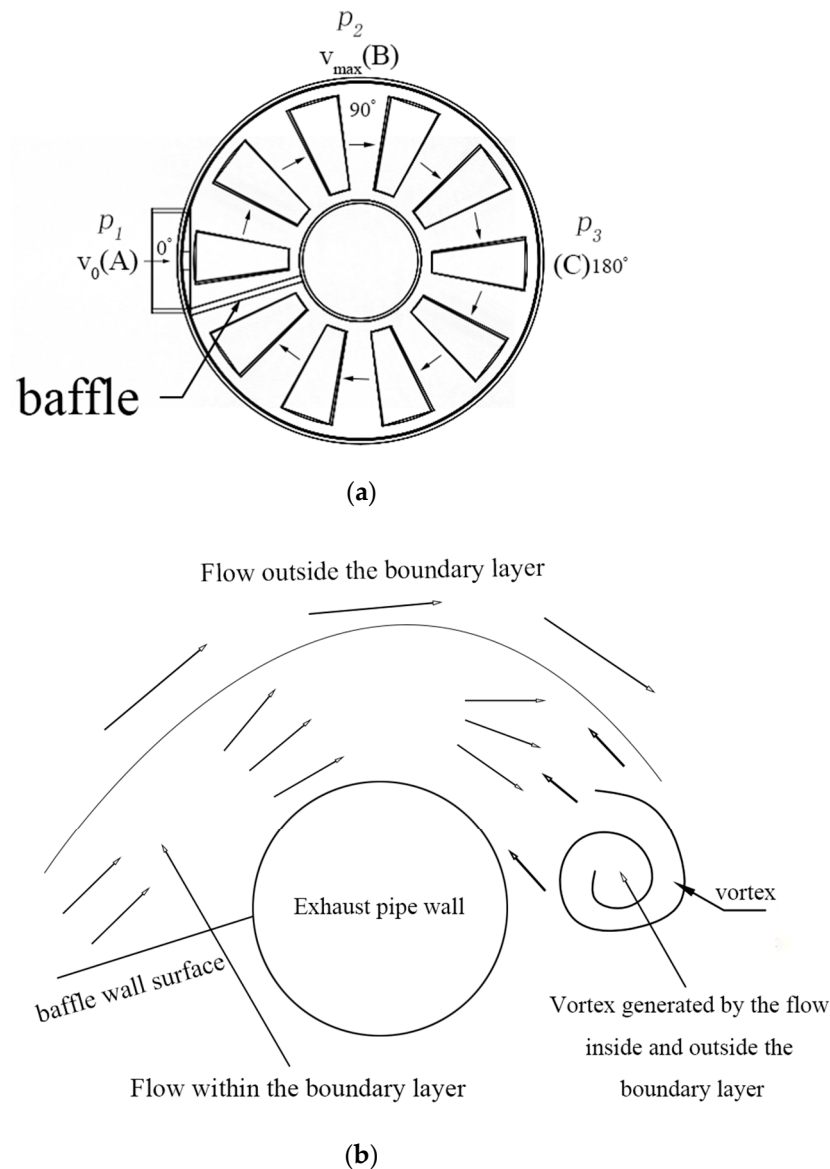 p2
vmax(B)
90°
p1
0°
v0(A)
p3
(C)180°
baffle
(a)
Flow outside the boundary layer
Exhaust pipe wall
vortex
baffle wall surface
Vortex generated by the flow
inside and outside the
boundary layer
Flow within the boundary layer
(b)